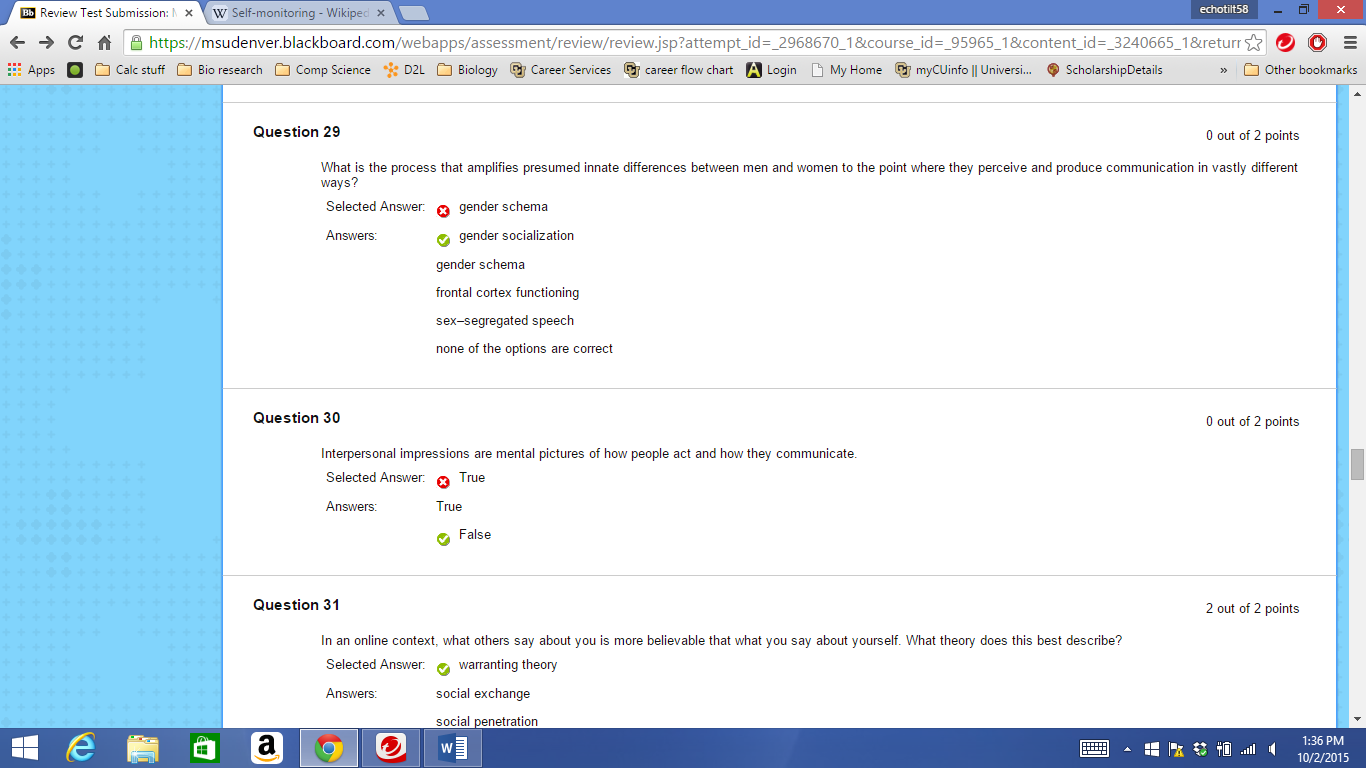 Bb Review Test Submission: M
W Self-monitoring - Wikiped
echotilt58
https://msudenver.blackboard.com/webapps/assessment/review/review.jsp?attempt_id=_2968670_1&course_id=_95965_1&content_id=_3240665_1&return
Apps Calc stuff Bio research Comp Science D2L Biology Career Services career flow chart Login My Home myCUinfo || Universi... ScholarshipDetails » Other bookmarks
Question 29
0 out of 2 points
What is the process that amplifies presumed innate differences between men and women to the point where they perceive and produce communication in vastly different
ways?
Selected Answer: gender schema
Answers: gender socialization
gender schema
frontal cortex functioning
sex–segregated speech
none of the options are correct
Question 30
0 out of 2 points
Interpersonal impressions are mental pictures of how people act and how they communicate.
Selected Answer: True
Answers: True
False
Question 31
2 out of 2 points
In an online context, what others say about you is more believable that what you say about yourself. What theory does this best describe?
Selected Answer: warranting theory
Answers: social exchange
social penetration
1:36 PM
10/2/2015